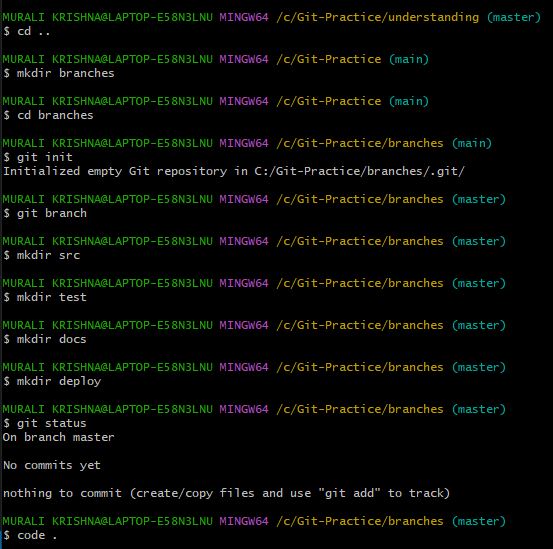 MURALI KRISHNA@LAPTOP-E58N3LNU MINGW64 /c/Git-Practice/understanding (master)
$ cd ..
MURALI KRISHNA@LAPTOP-E58N3LNU MINGW64 /c/Git-Practice (main)
$ mkdir branches
MURALI KRISHNA@LAPTOP-E58N3LNU MINGW64 /c/Git-Practice (main)
$ cd branches
MURALI KRISHNA@LAPTOP-E58N3LNU MINGW64 /c/Git-Practice/branches (main)
$ git init
Initialized empty Git repository in C:/Git-Practice/branches/.git/
MURALI KRISHNA@LAPTOP-E58N3LNU MINGW64 /c/Git-Practice/branches (master)
$ git branch
MURALI KRISHNA@LAPTOP-E58N3LNU MINGW64 /c/Git-Practice/branches (master)
$ mkdir src
MURALI KRISHNA@LAPTOP-E58N3LNU MINGW64 /c/Git-Practice/branches (master)
$ mkdir test
MURALI KRISHNA@LAPTOP-E58N3LNU MINGW64 /c/Git-Practice/branches (master)
$ mkdir docs
MURALI KRISHNA@LAPTOP-E58N3LNU MINGW64 /c/Git-Practice/branches (master)
$ mkdir deploy
MURALI KRISHNA@LAPTOP-E58N3LNU MINGW64 /c/Git-Practice/branches (master)
$ git status
On branch master
No commits yet
nothing to commit (create/copy files and use "git add" to track)
MURALI KRISHNA@LAPTOP-E58N3LNU MINGW64 /c/Git-Practice/branches (master)
$ code .